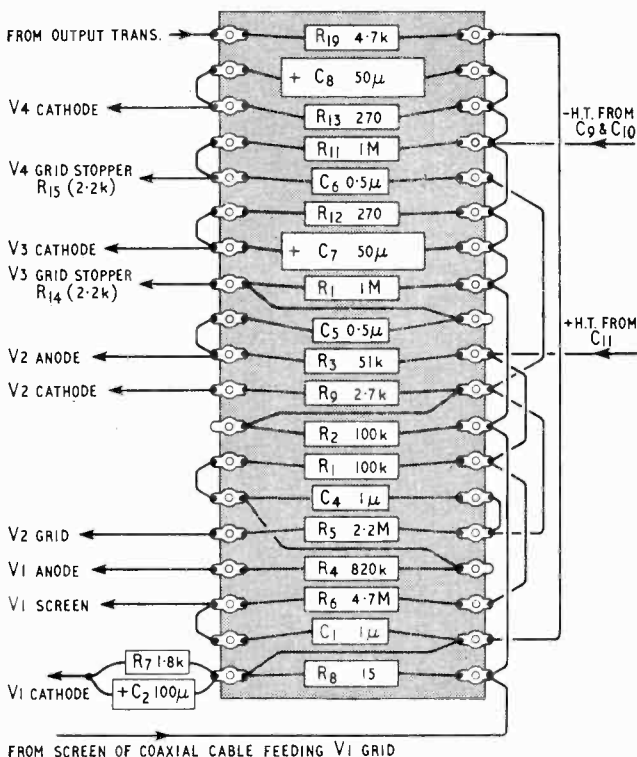 FROM OUTPUT TRANS.
R19 4·7k
+ C8 50μ
V4 CATHODE
R13 270
-H.T. FROM
C9 & C10
R11 1M
V4 GRID STOPPER
R15 (2·2k)
C6 0·5μ
R12 270
V3 CATHODE
+ C7 50μ
V3 GRID STOPPER
R14 (2·2k)
R1 1M
C5 0·5μ
+H.T. FROM
C11
V2 ANODE
R3 51k
V2 CATHODE
R9 2·7k
R2 100k
R1 100k
C4 1μ
V2 GRID
R5 2·2M
V1 ANODE
R4 820k
V1 SCREEN
R6 4·7M
C1 1μ
R7 1·8k
V1 CATHODE
+C2 100μ
R8 15
FROM SCREEN OF COAXIAL CABLE FEEDING V1 GRID